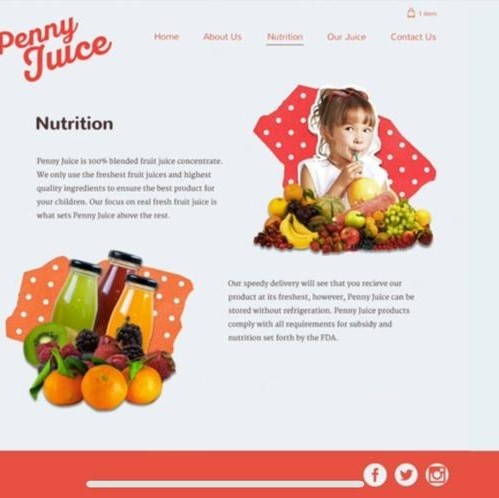 1 item
Penny
Juice
Home About Us Nutrition Our Juice Contact Us
Nutrition
Penny Juice is 100% blended fruit juice concentrate.
We only use the freshest fruit juices and highest
quality ingredients to ensure the best product for
your children. Our focus on real fresh fruit juice is
what sets Penny Juice above the rest.
Our speedy delivery will see that you recieve our
product at its freshest, however, Penny Juice can be
stored without refrigeration. Penny Juice products
comply with all requirements for subsidy and
nutrition set forth by the FDA.